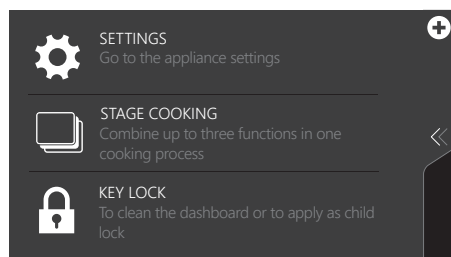 SETTINGS
Go to the appliance settings
STAGE COOKING
Combine up to three functions in one
cooking process
KEY LOCK
To clean the dashboard or to apply as child
lock